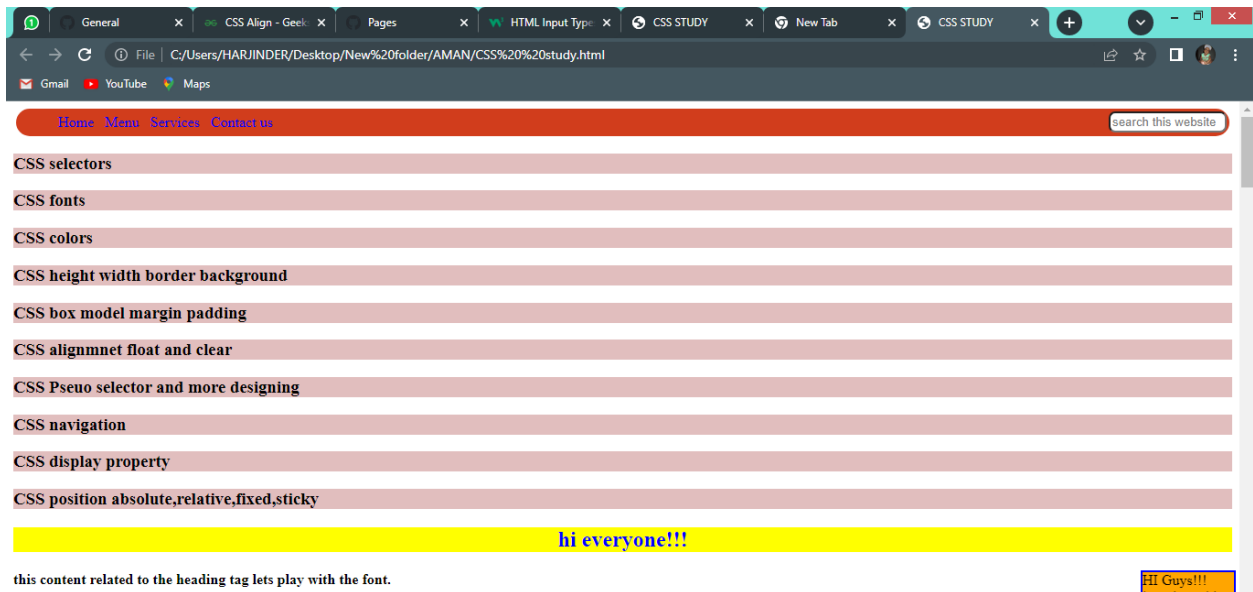 General
CSS Align - Geek
Pages
HTML Input Type
CSS STUDY
New Tab
CSS STUDY
File C:/Users/HARJINDER/Desktop/New%20folder/AMAN/CSS%20%20study.html
Gmail YouTube Maps
Home Menu Services Contact us
search this website
CSS selectors
CSS fonts
CSS colors
CSS height width border background
CSS box model margin padding
CSS alignmnet float and clear
CSS Pseuo selector and more designing
CSS navigation
CSS display property
CSS position absolute,relative,fixed,sticky
hi everyone!!!
this content related to the heading tag lets play with the font.
HI Guys!!!